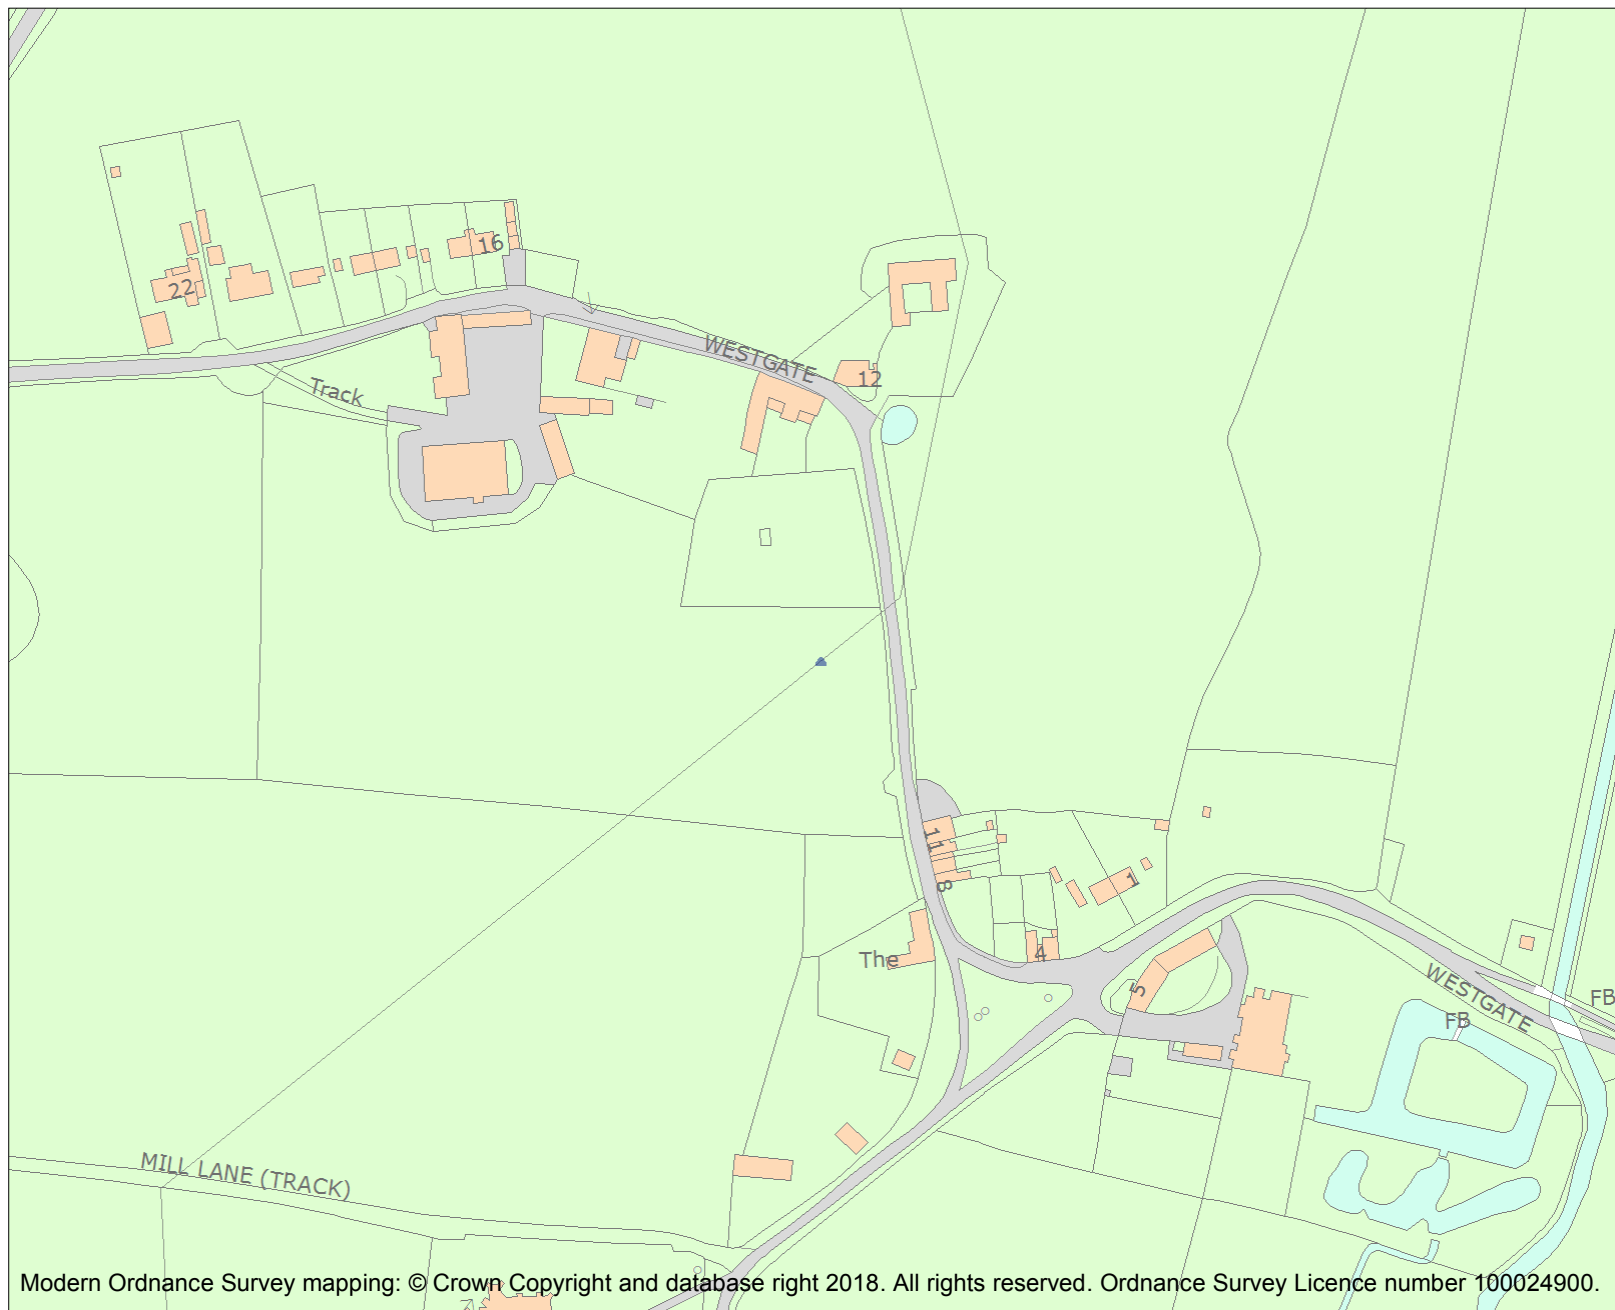 16
22
WESTGATE
12
Track
11
8
1
The
4
5
WESTGATE
FB
FB
MILL LANE (TRACK)
Modern Ordnance Survey mapping: © Crown Copyright and database right 2018. All rights reserved. Ordnance Survey Licence number 100024900.